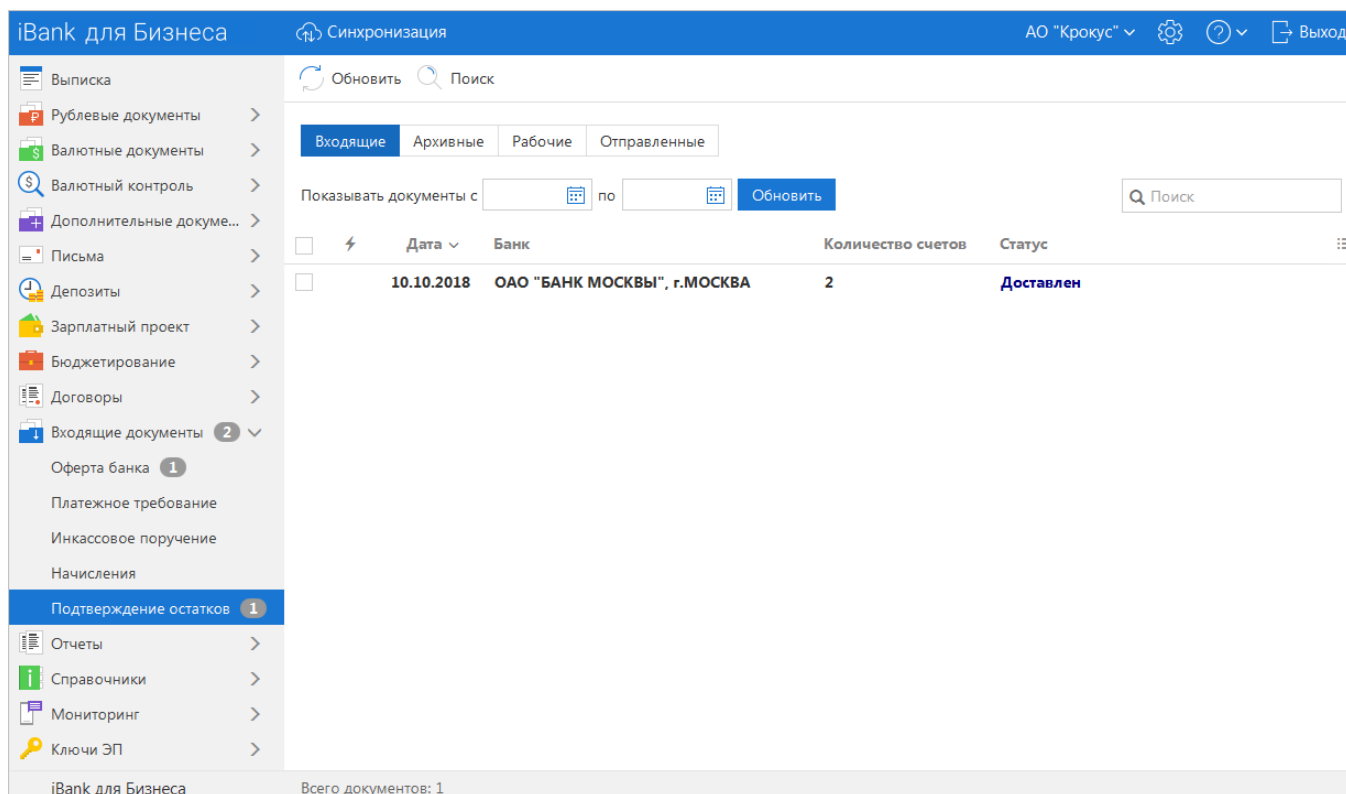 iBank для Бизнеса
Синхронизация
АО "Крокус"
Выход
Выписка
Рублевые документы
Валютные документы
Валютный контроль
Дополнительные докуме...
Письма
Депозиты
Зарплатный проект
Бюджетирование
Договоры
Входящие документы 2
Оферта банка 1
Платежное требование
Инкассовое поручение
Начисления
Подтверждение остатков 1
Отчеты
Справочники
Мониторинг
Ключи ЭП
iBank для Бизнеса
Обновить Поиск
Входящие Архивные Рабочие Отправленные
Показывать документы с по Обновить Поиск
Дата Банк Количество счетов Статус
10.10.2018 ОАО "БАНК МОСКВЫ", г.МОСКВА 2 Доставлен
Всего документов: 1